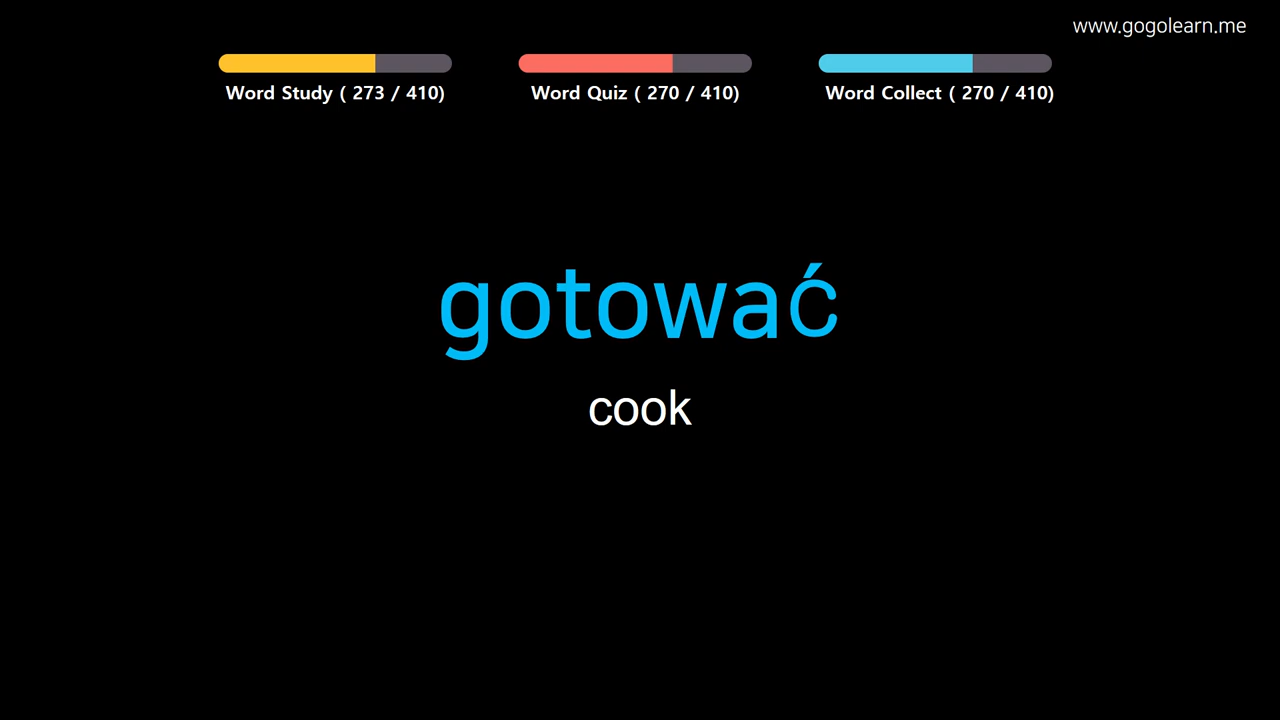 www.gogolearn.me
Word Study ( 273 / 410)
Word Quiz ( 270 / 410)
Word Collect ( 270 / 410)
gotować
cook